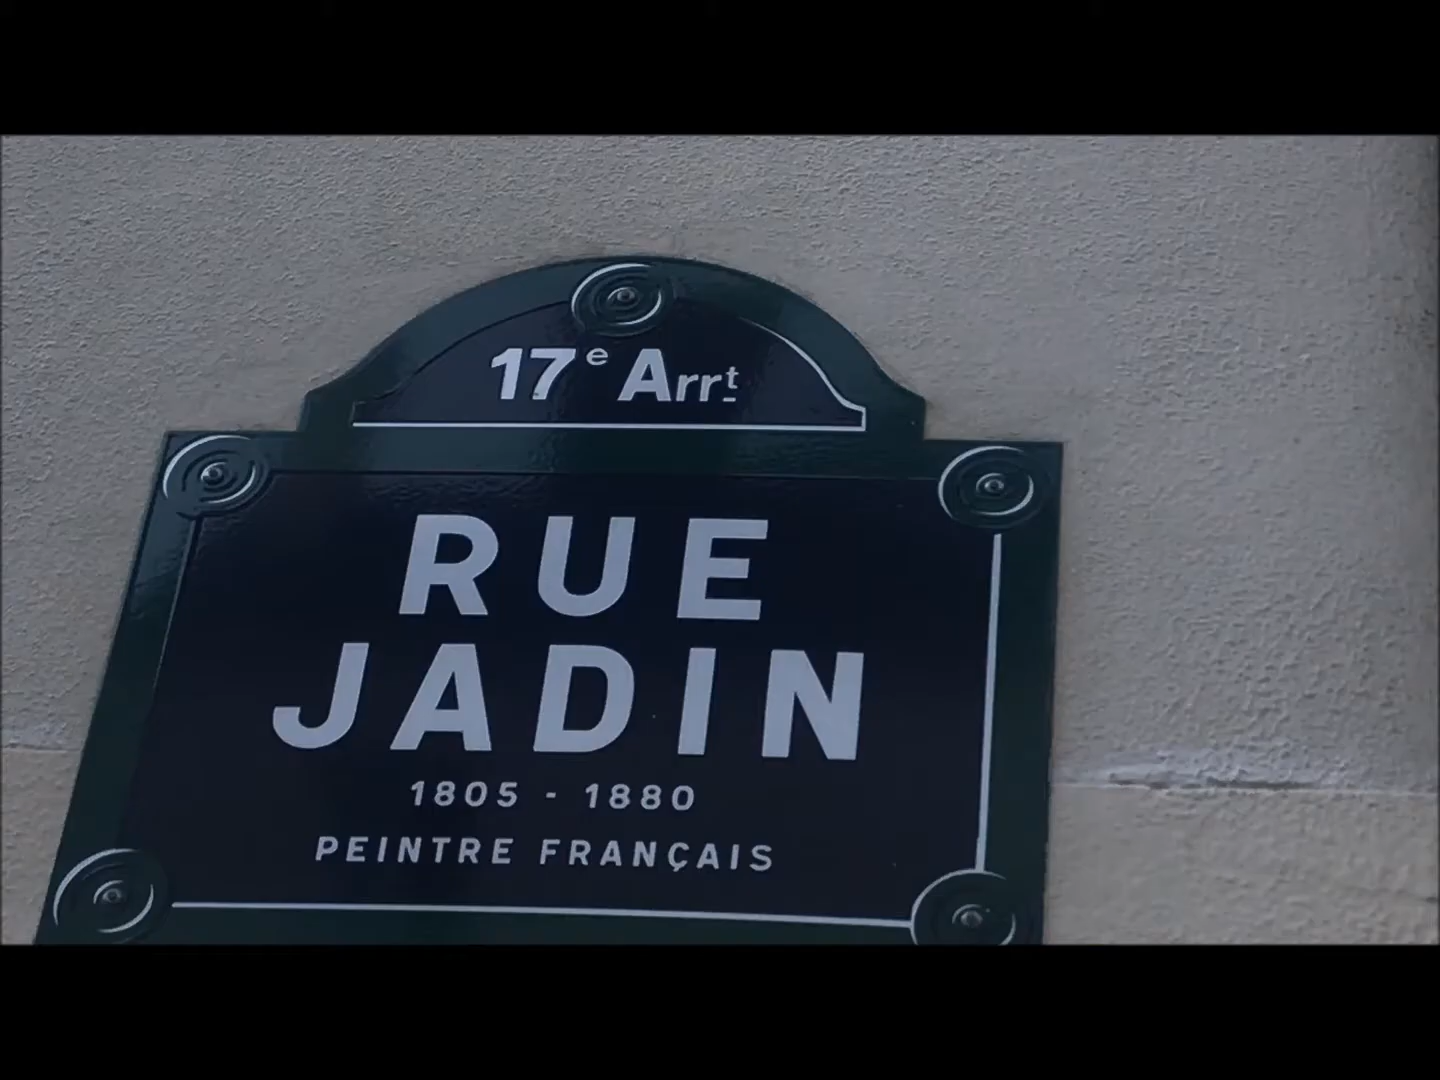 17e Arrt
RUE
JADIN
1805 - 1880
PEINTRE FRANÇAIS